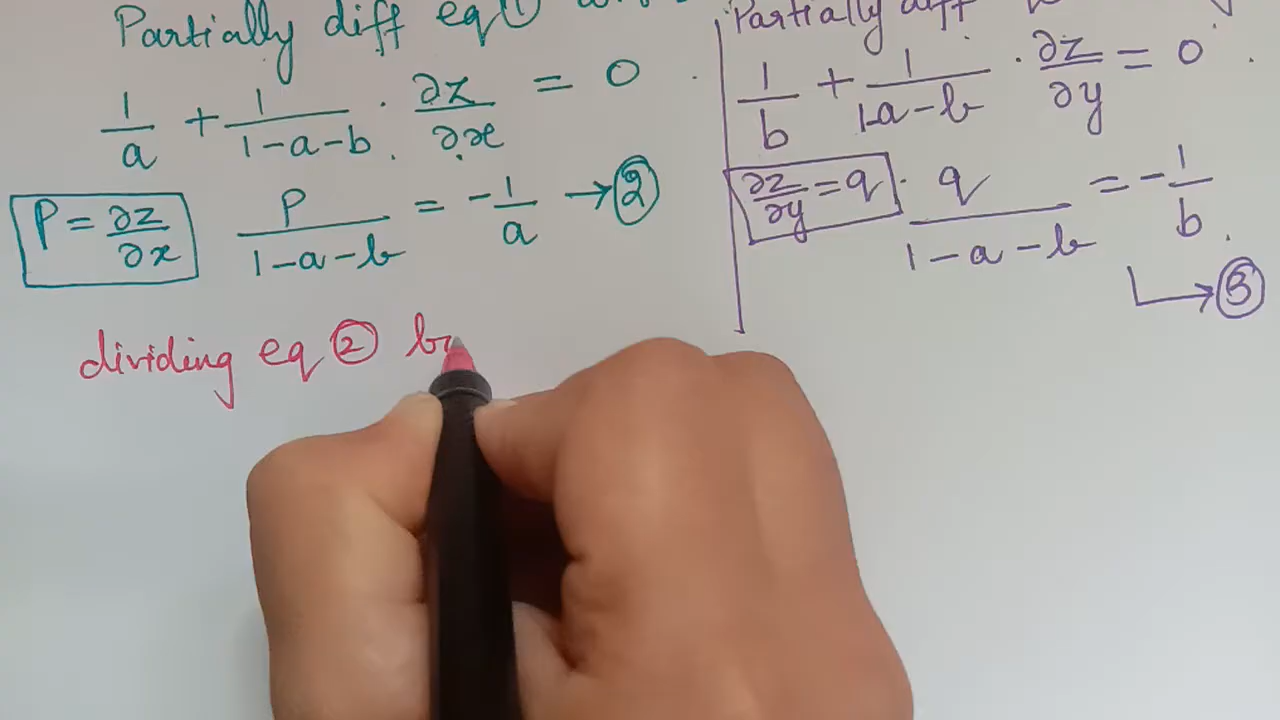 Partially diff eq ①
1/a + 1/(1-a-b) . ∂z/∂x = 0
P = ∂z/∂x P/(1-a-b) = -1/a → ②
Partially diff
1/b + 1/(1-a-b) . ∂z/∂y = 0
∂z/∂y = q . q/(1-a-b) = -1/b
→ ③
dividing eq ②